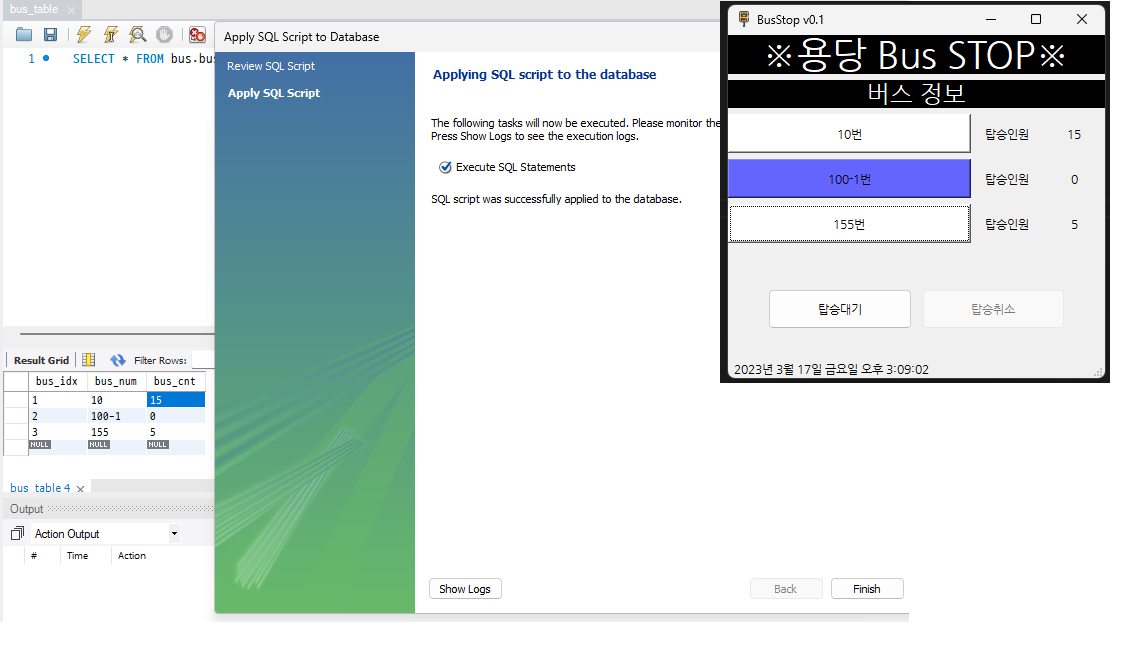 bus_table
1 SELECT * FROM bus.bus
Result Grid Filter Rows:
bus_idx bus_num bus_cnt
1 10 15
2 100-1 0
3 155 5
NULL NULL NULL
bus_table 4
Output
Action Output
# Time Action
Apply SQL Script to Database
Review SQL Script
Apply SQL Script
Applying SQL script to the database
The following tasks will now be executed. Please monitor the
Press Show Logs to see the execution logs.
Execute SQL Statements
SQL script was successfully applied to the database.
Show Logs Back Finish
BusStop v0.1
※용당 Bus STOP※
버스 정보
10번 탑승인원 15
100-1번 탑승인원 0
155번 탑승인원 5
탑승대기 탑승취소
2023년 3월 17일 금요일 오후 3:09:02